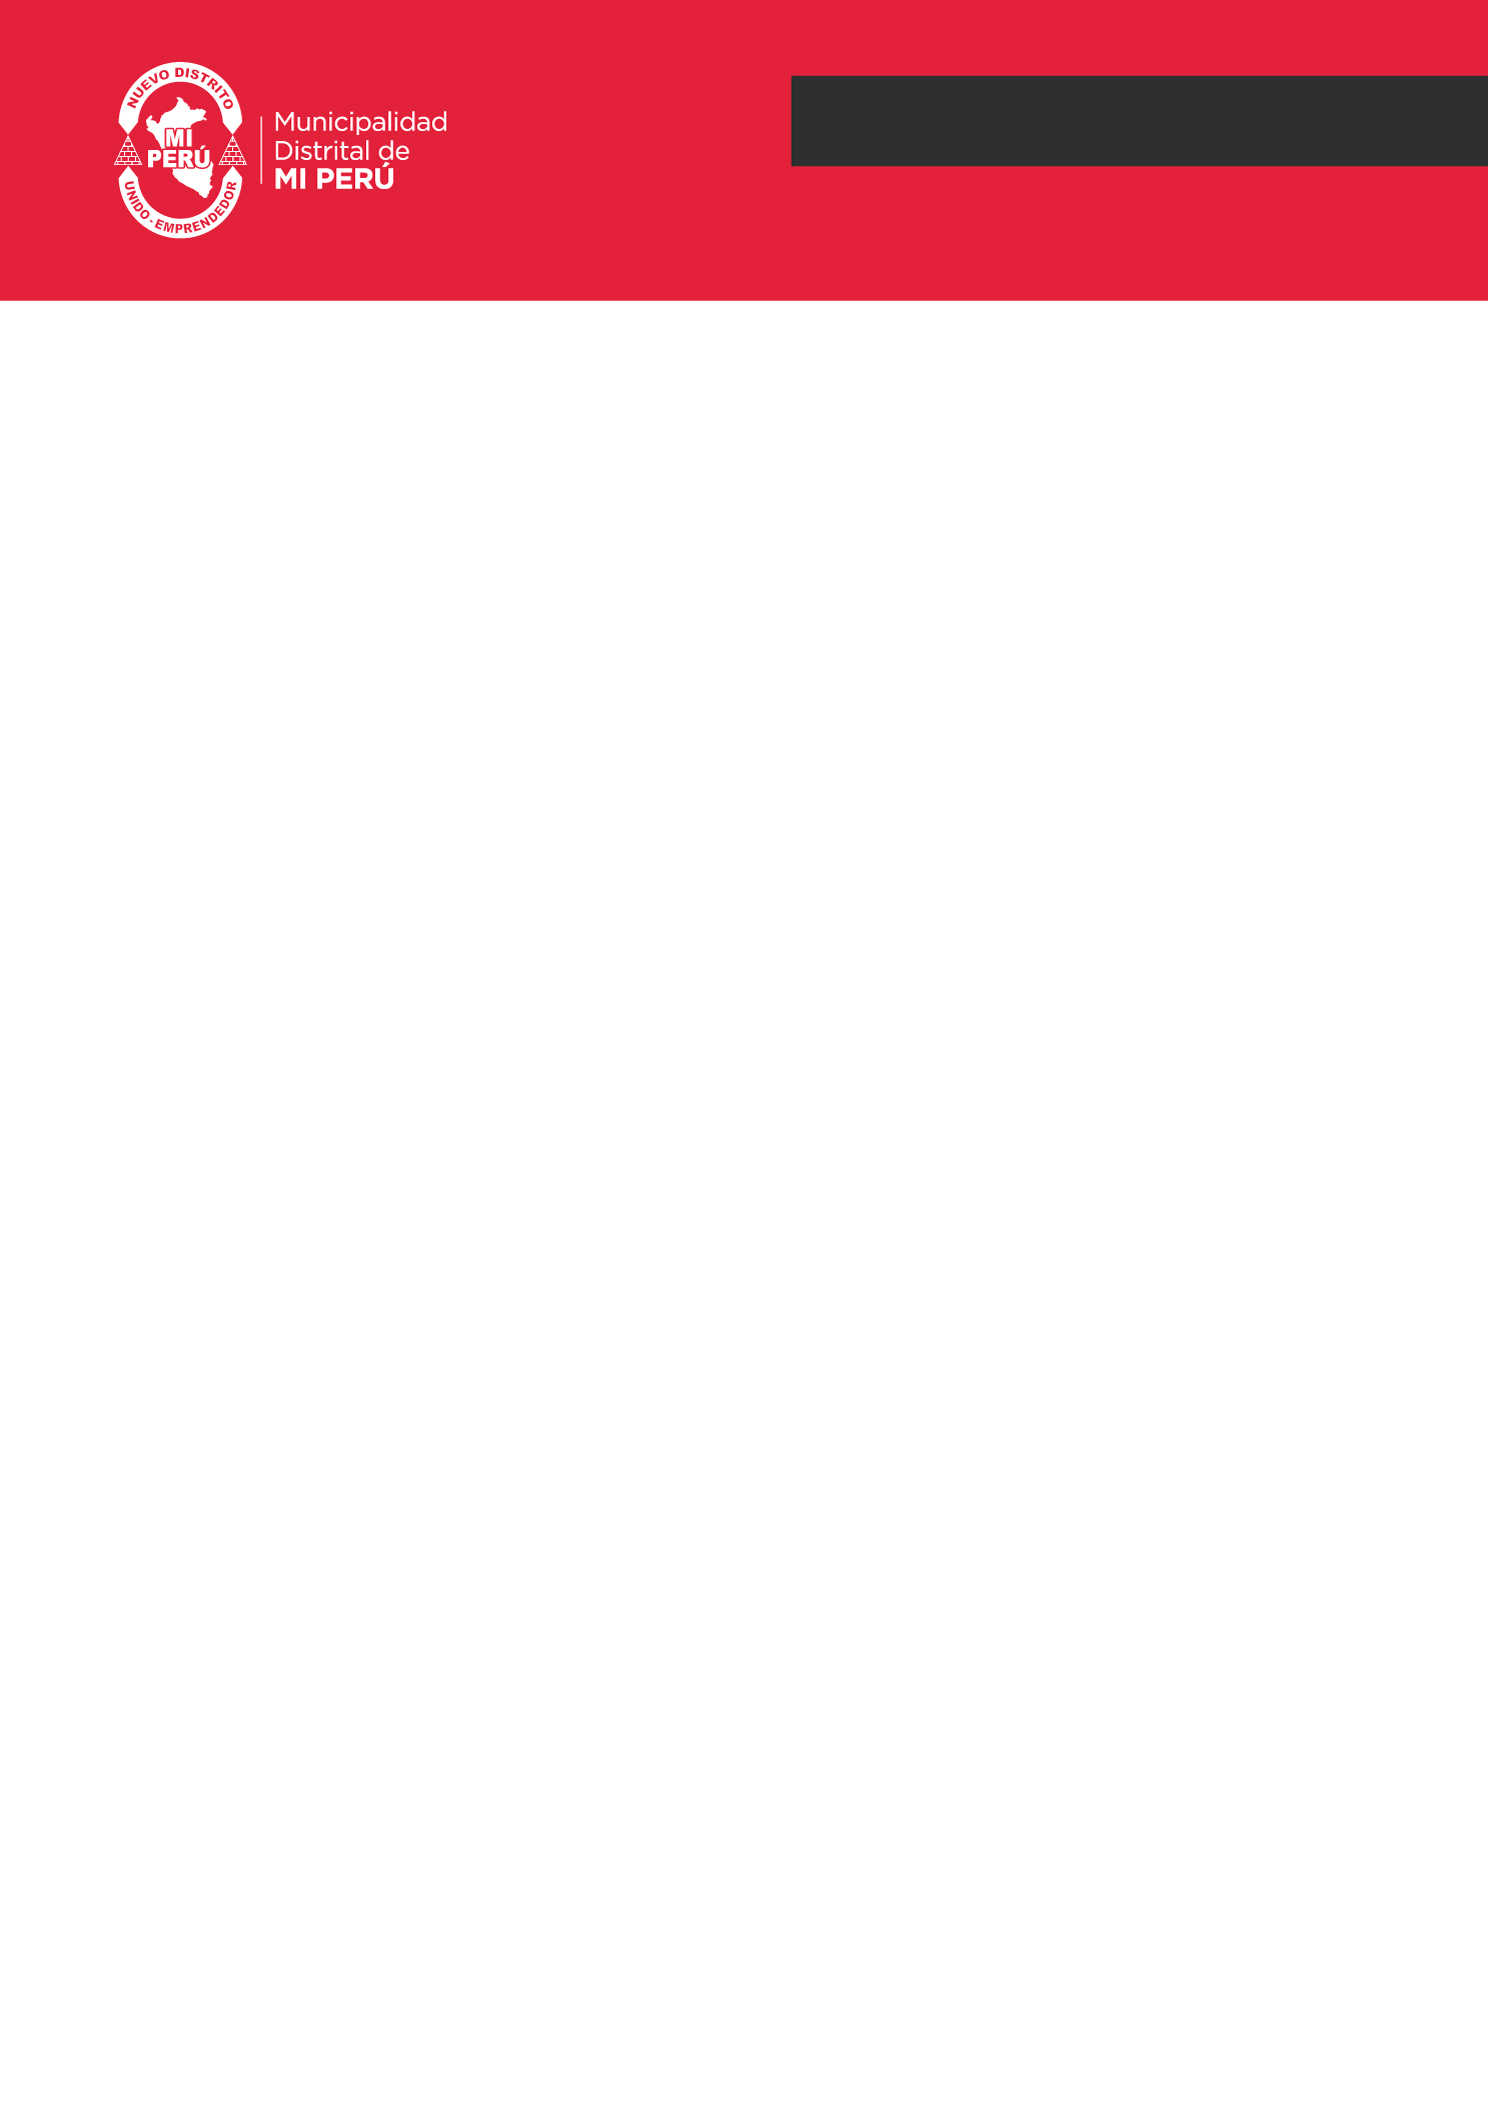 NUEVO DISTRITO
MI
PERÚ
UNIDO - EMPRENDEDOR
Municipalidad
Distrital de
MI PERÚ